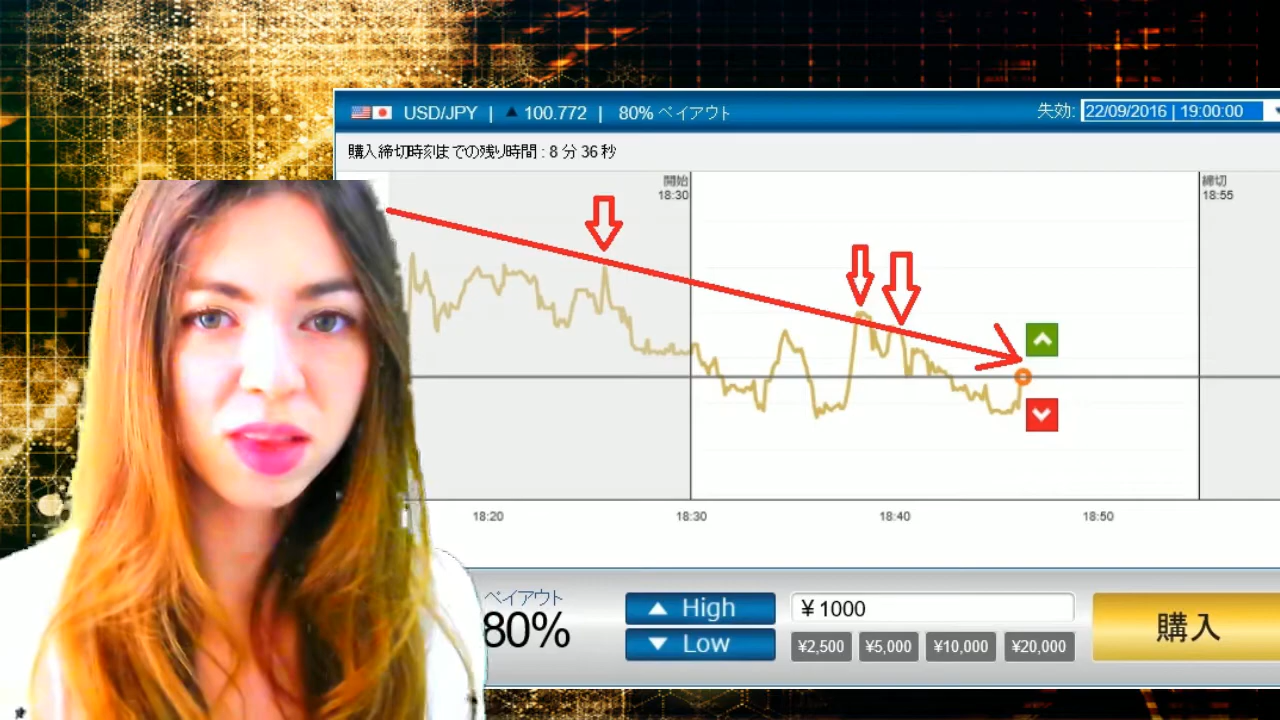 USD/JPY | ▲ 100.772 | 80% ペイアウト
失効: 22/09/2016 | 19:00:00
購入締切時刻までの残り時間 : 8 分 36 秒
開始
18:30
締切
18:55
18:20 18:30 18:40 18:50
ペイアウト
80%
▲ High
▼ Low
¥ 1000
¥2,500 ¥5,000 ¥10,000 ¥20,000
購入